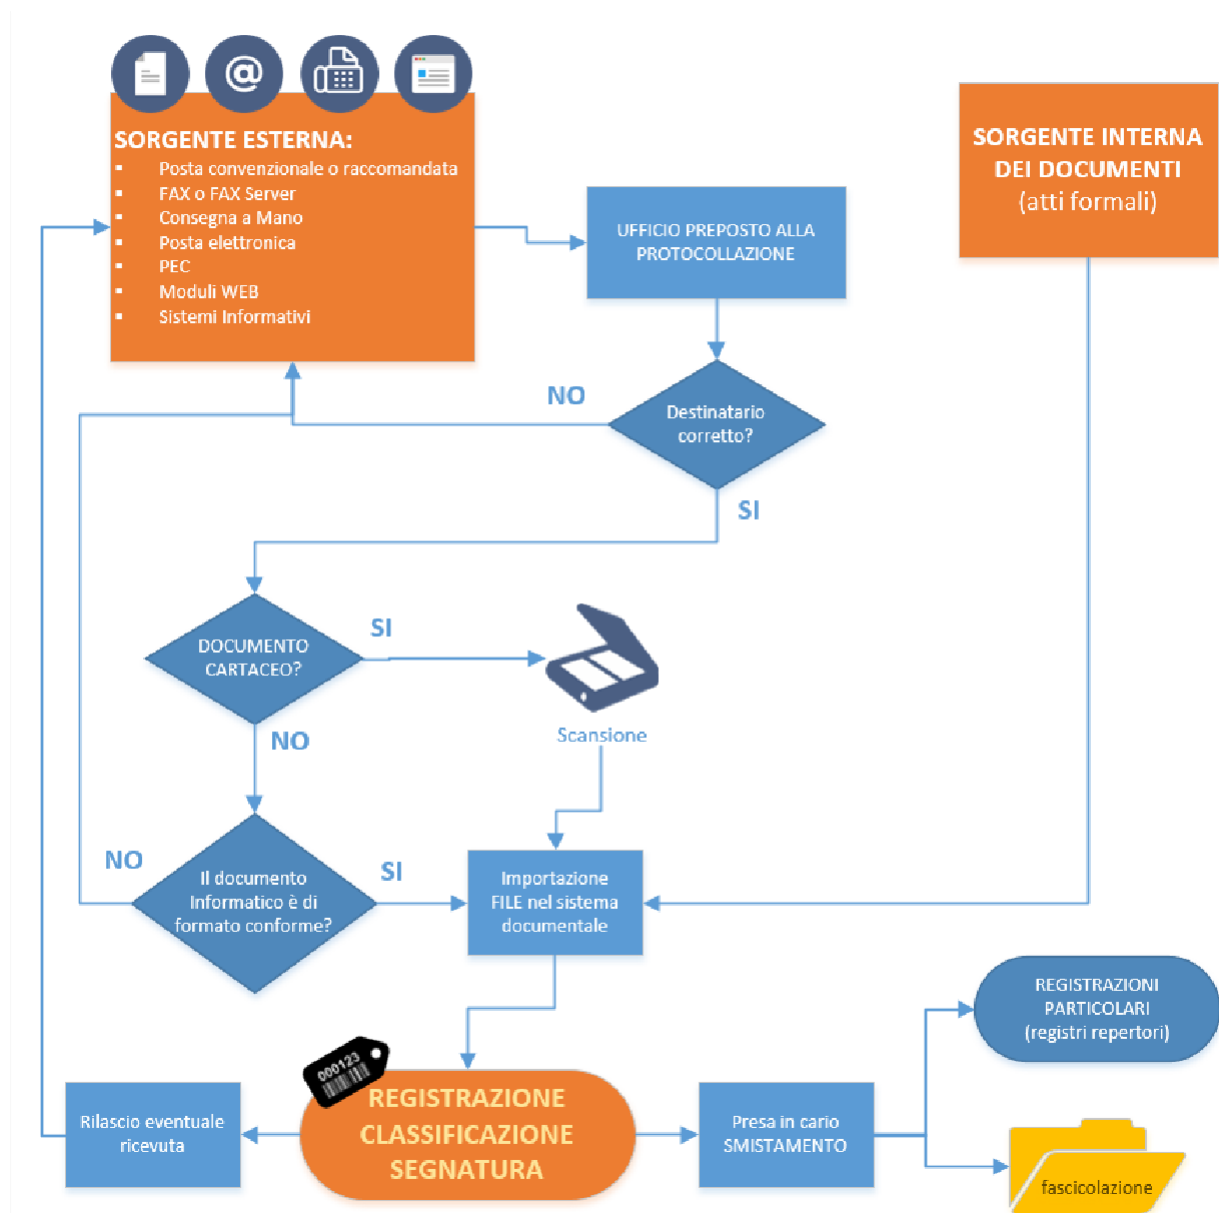 @
SORGENTE ESTERNA:
▪ Posta convenzionale o raccomandata
▪ FAX o FAX Server
▪ Consegna a Mano
▪ Posta elettronica
▪ PEC
▪ Moduli WEB
▪ Sistemi Informativi
SORGENTE INTERNA
DEI DOCUMENTI
(atti formali)
UFFICIO PREPOSTO ALLA
PROTOCOLLAZIONE
NO
Destinatario
corretto?
SI
DOCUMENTO
CARTACEO?
SI
Scansione
NO
NO
Il documento
Informatico è di
formato conforme?
SI
Importazione
FILE nel sistema
documentale
REGISTRAZIONI
PARTICOLARI
(registri repertori)
000123
REGISTRAZIONE
CLASSIFICAZIONE
SEGNATURA
Rilascio eventuale
ricevuta
Presa in cario
SMISTAMENTO
fascicolazione